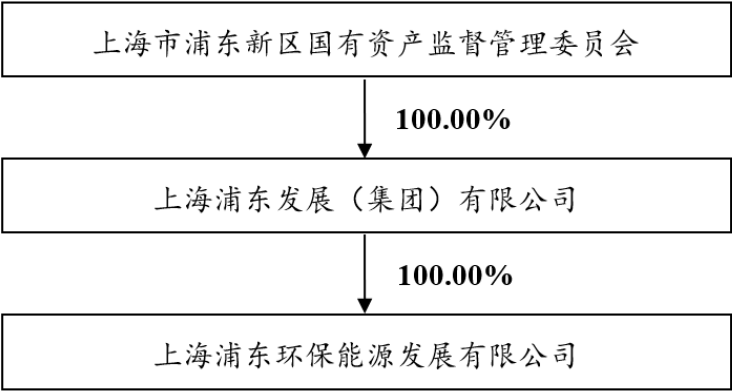 上海市浦东新区国有资产监督管理委员会
100.00%
上海浦东发展（集团）有限公司
100.00%
上海浦东环保能源发展有限公司